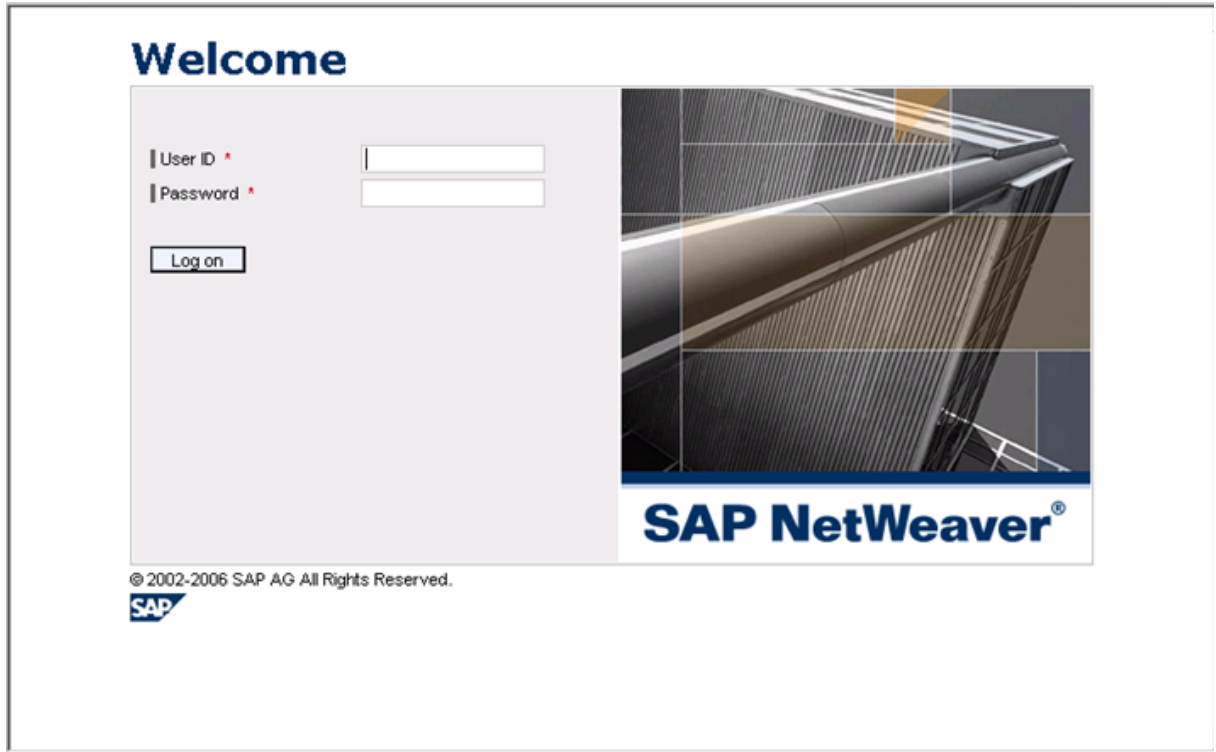 Welcome
User ID *
Password *
Log on
SAP NetWeaver®
© 2002-2006 SAP AG All Rights Reserved.
SAP